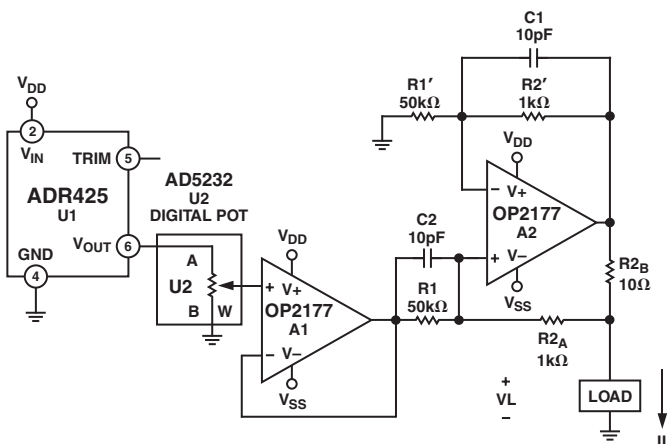 C1
10pF
R1′
50kΩ
R2′
1kΩ
VDD
2
VIN
TRIM
5
ADR425
U1
VOUT
6
GND
4
AD5232
U2
DIGITAL POT
A
U2
B
W
VDD
+
V+
OP2177
A1
−
V−
VSS
C2
10pF
R1
50kΩ
VDD
−
V+
OP2177
A2
+
V−
VSS
R2B
10Ω
R2A
1kΩ
+
VL
−
LOAD